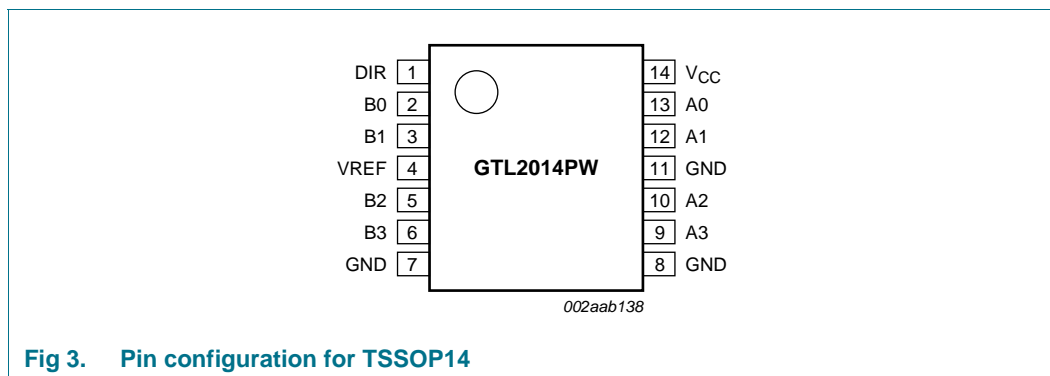 DIR 1 14 VCC
B0 2 13 A0
B1 3 12 A1
VREF 4 GTL2014PW 11 GND
B2 5 10 A2
B3 6 9 A3
GND 7 8 GND
002aab138
Fig 3. Pin configuration for TSSOP14